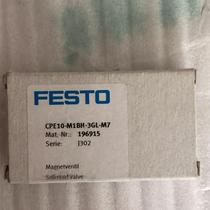 FESTO
CPE10-M1BH-3GL-M7
Mat.-Nr.: 196915
Serie: J302
Magnetventil
Solenoid Valve